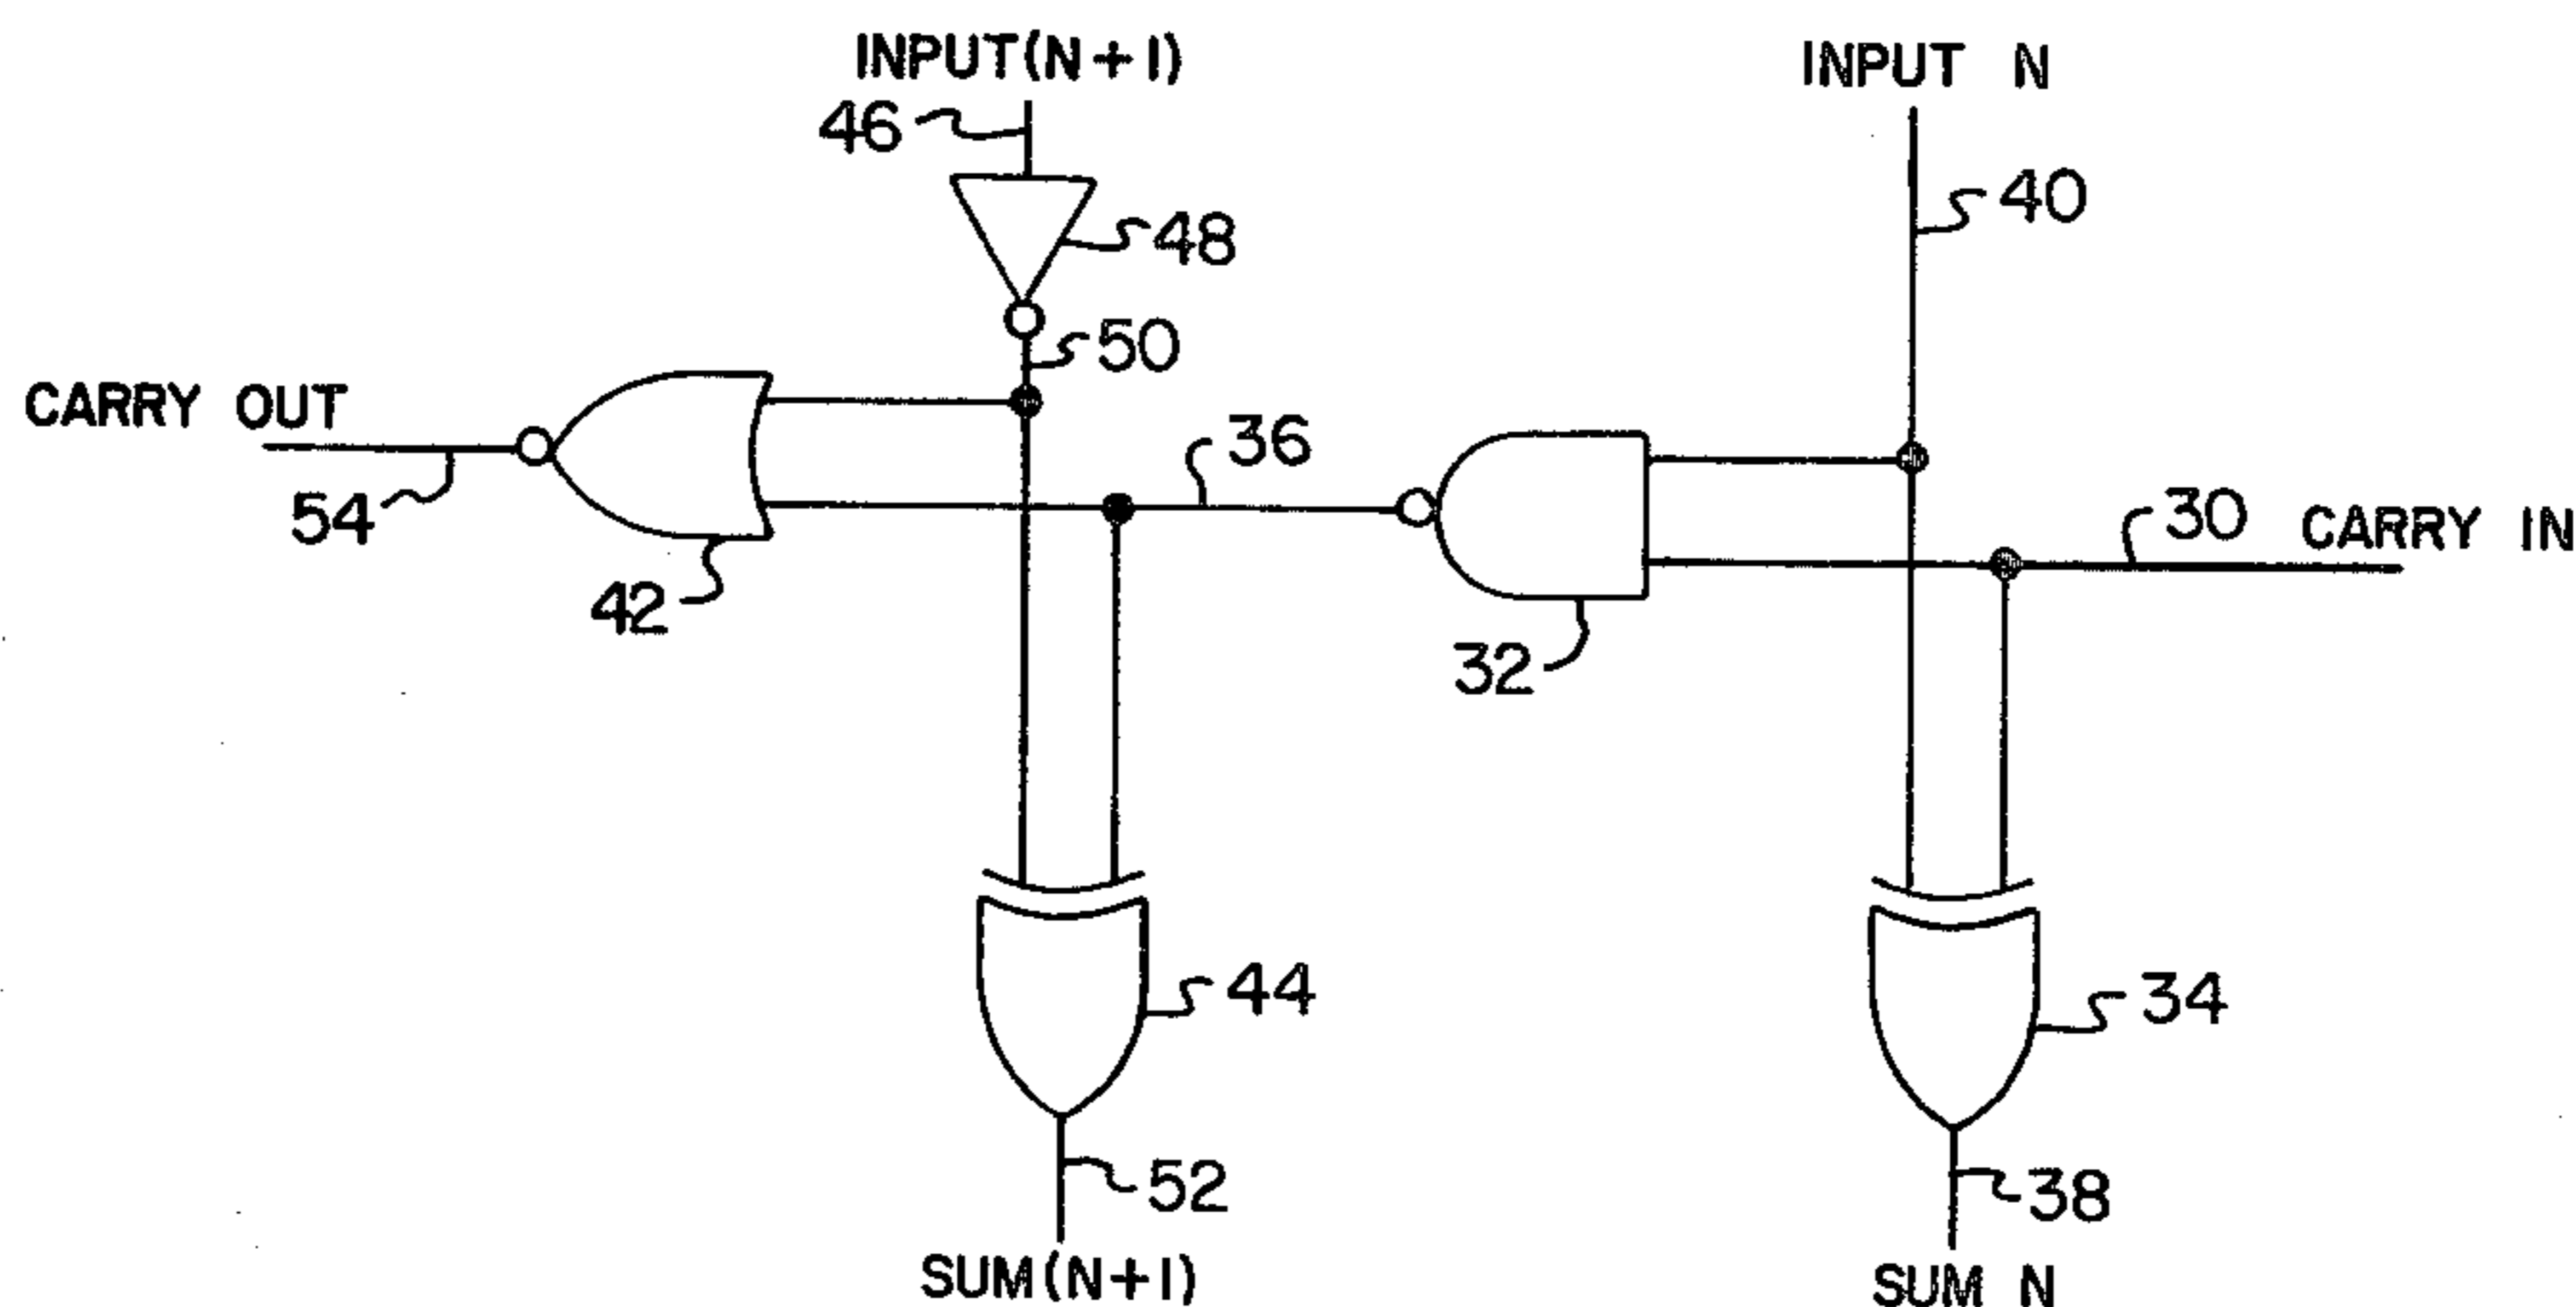 INPUT(N+1)
INPUT N
46
40
48
50
CARRY OUT
36
30
CARRY IN
54
42
32
44
34
52
38
SUM(N+1)
SUM N